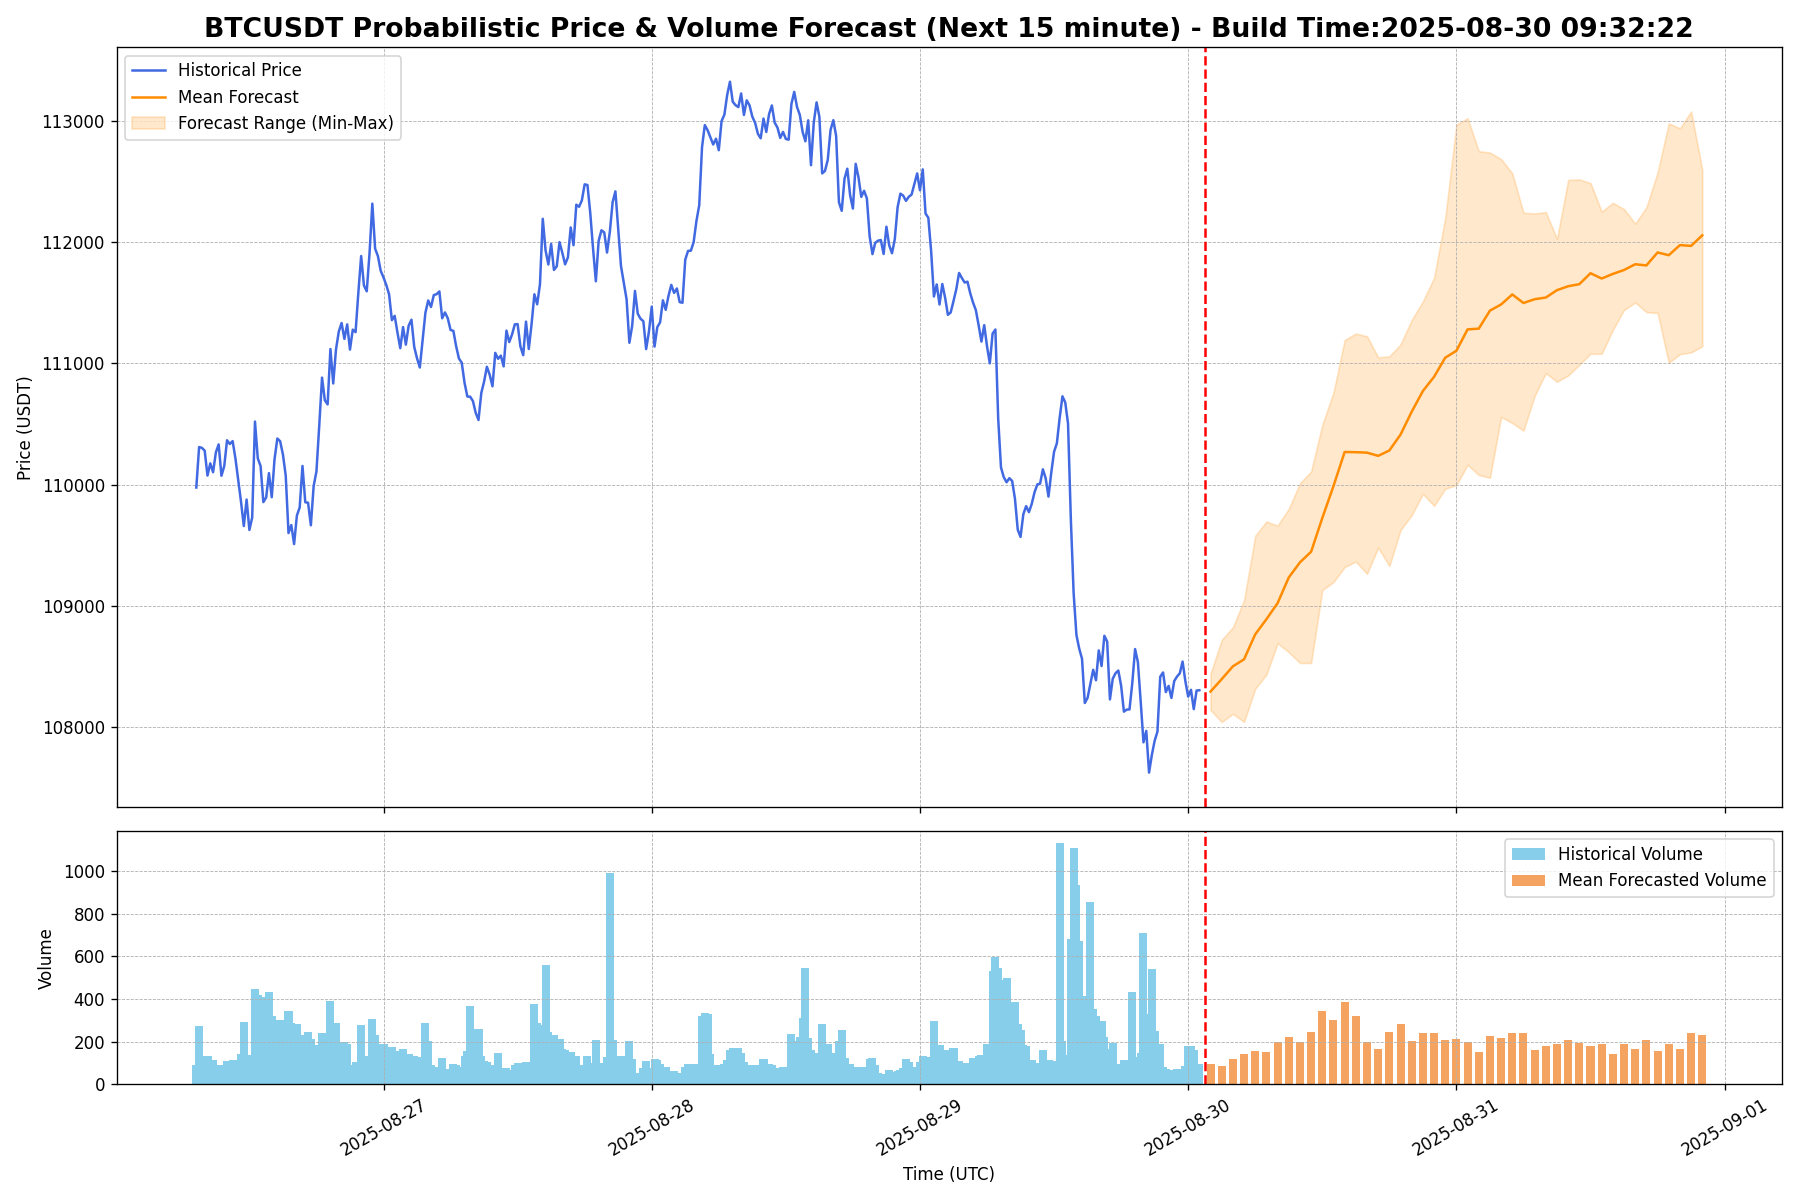 BTCUSDT Probabilistic Price & Volume Forecast (Next 15 minute) - Build Time:2025-08-30 09:32:22
Historical Price
Mean Forecast
Forecast Range (Min-Max)
113000
112000
111000
110000
109000
108000
Price (USDT)
Historical Volume
Mean Forecasted Volume
1000
800
600
400
200
0
Volume
2025-08-27
2025-08-28
2025-08-29
2025-08-30
2025-08-31
2025-09-01
Time (UTC)